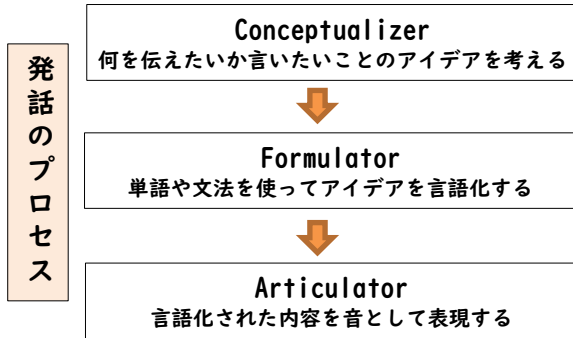 発話のプロセス
Conceptualizer
何を伝えたいか言いたいことのアイデアを考える
Formulator
単語や文法を使ってアイデアを言語化する
Articulator
言語化された内容を音として表現する